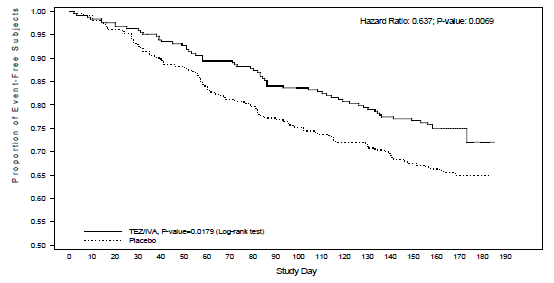 Hazard Ratio: 0.637; P-value: 0.0069
Proportion of Event-Free Subjects
1.00
0.95
0.90
0.85
0.80
0.75
0.70
0.65
0.60
0.55
0.50
TEZ/IVA, P-value=0.0179 (Log-rank test)
Placebo
0 10 20 30 40 50 60 70 80 90 100 110 120 130 140 150 160 170 180 190
Study Day